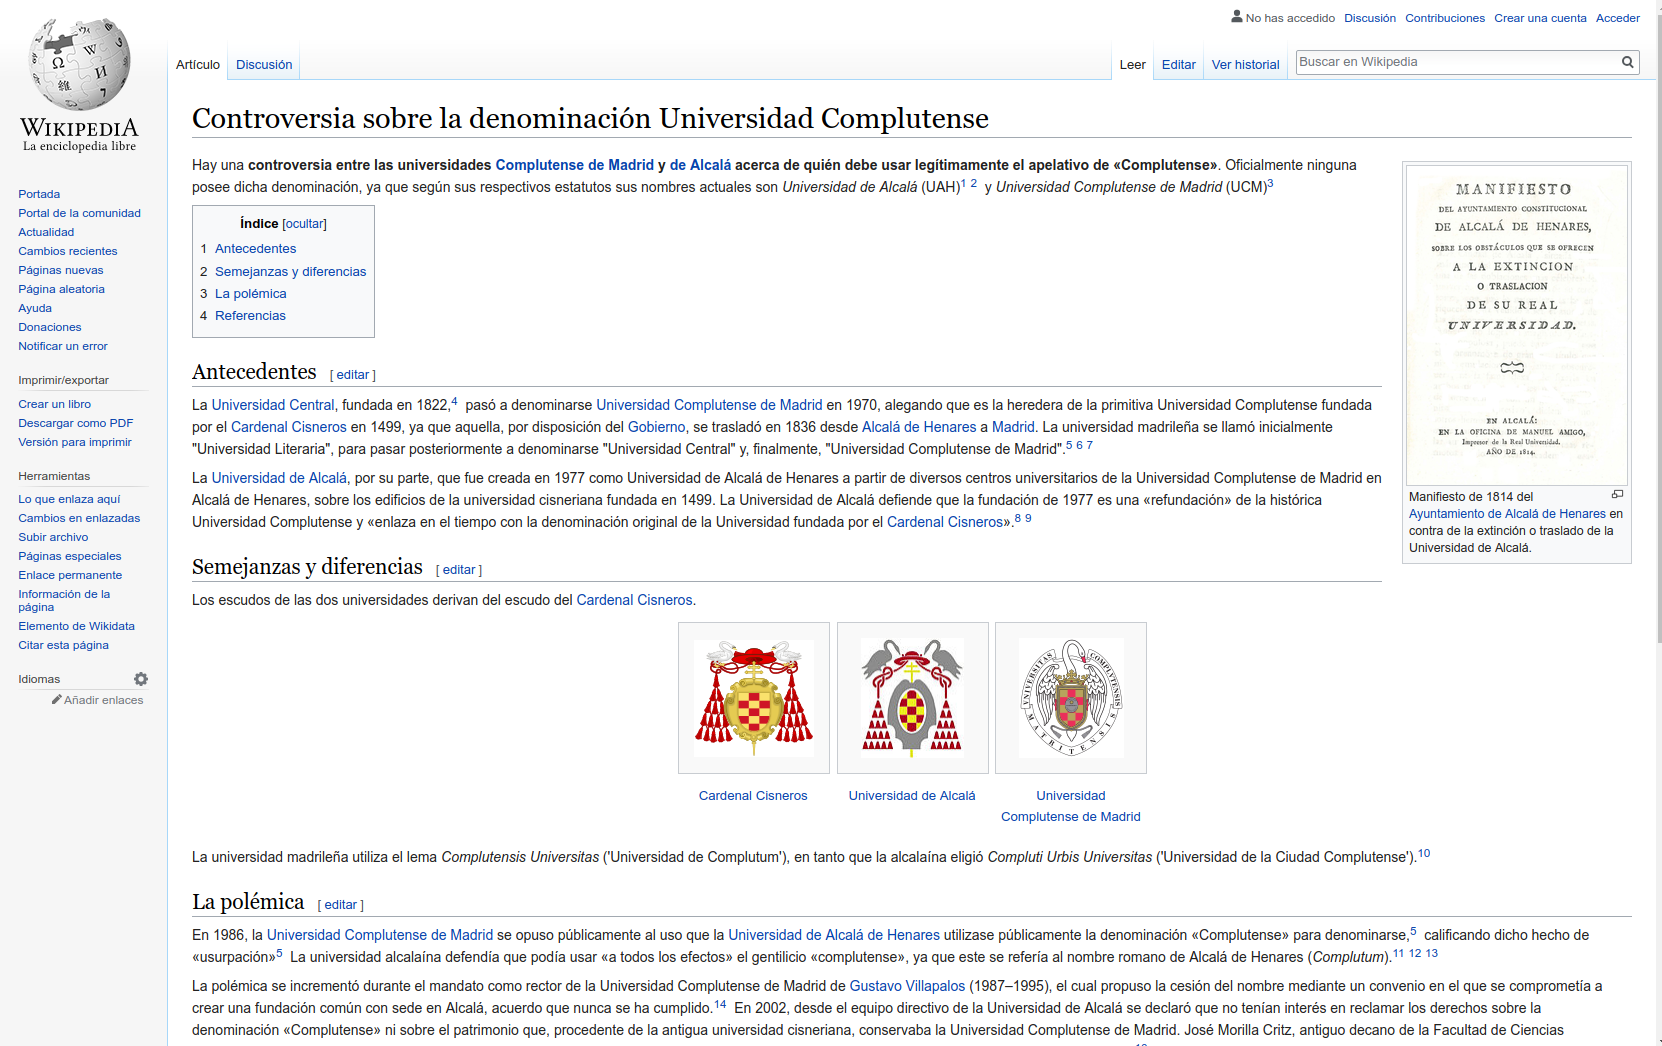 No has accedido Discusión Contribuciones Crear una cuenta Acceder
Artículo Discusión Leer Editar Ver historial Buscar en Wikipedia
WIKIPEDIA
La enciclopedia libre
Portada
Portal de la comunidad
Actualidad
Cambios recientes
Páginas nuevas
Página aleatoria
Ayuda
Donaciones
Notificar un error
Imprimir/exportar
Crear un libro
Descargar como PDF
Versión para imprimir
Herramientas
Lo que enlaza aquí
Cambios en enlazadas
Subir archivo
Páginas especiales
Enlace permanente
Información de la
página
Elemento de Wikidata
Citar esta página
Idiomas
Añadir enlaces
Controversia sobre la denominación Universidad Complutense
Hay una controversia entre las universidades Complutense de Madrid y de Alcalá acerca de quién debe usar legítimamente el apelativo de «Complutense». Oficialmente ninguna
posee dicha denominación, ya que según sus respectivos estatutos sus nombres actuales son Universidad de Alcalá (UAH)1 2 y Universidad Complutense de Madrid (UCM)3
Índice [ocultar]
1 Antecedentes
2 Semejanzas y diferencias
3 La polémica
4 Referencias
MANIFIESTO
DEL AYUNTAMIENTO CONSTITUCIONAL
DE ALCALÁ DE HENARES,
SOBRE LOS OBSTÁCULOS QUE SE OFRECEN
A LA EXTINCION
O TRASLACION
DE SU REAL
UNIVERSIDAD.
EN ALCALÁ:
EN LA OFICINA DE MANUEL AMIGO,
Impresor de la Real Universidad.
AÑO DE 1814.
Manifiesto de 1814 del
Ayuntamiento de Alcalá de Henares en
contra de la extinción o traslado de la
Universidad de Alcalá.
Antecedentes [ editar ]
La Universidad Central, fundada en 1822,4 pasó a denominarse Universidad Complutense de Madrid en 1970, alegando que es la heredera de la primitiva Universidad Complutense fundada
por el Cardenal Cisneros en 1499, ya que aquella, por disposición del Gobierno, se trasladó en 1836 desde Alcalá de Henares a Madrid. La universidad madrileña se llamó inicialmente
"Universidad Literaria", para pasar posteriormente a denominarse "Universidad Central" y, finalmente, "Universidad Complutense de Madrid".5 6 7
La Universidad de Alcalá, por su parte, que fue creada en 1977 como Universidad de Alcalá de Henares a partir de diversos centros universitarios de la Universidad Complutense de Madrid en
Alcalá de Henares, sobre los edificios de la universidad cisneriana fundada en 1499. La Universidad de Alcalá defiende que la fundación de 1977 es una «refundación» de la histórica
Universidad Complutense y «enlaza en el tiempo con la denominación original de la Universidad fundada por el Cardenal Cisneros».8 9
Semejanzas y diferencias [ editar ]
Los escudos de las dos universidades derivan del escudo del Cardenal Cisneros.
UNIVERSITAS COMPLUTENSIS
MATRITENSIS
Cardenal Cisneros
Universidad de Alcalá
Universidad
Complutense de Madrid
La universidad madrileña utiliza el lema Complutensis Universitas ('Universidad de Complutum'), en tanto que la alcalaína eligió Compluti Urbis Universitas ('Universidad de la Ciudad Complutense').10
La polémica [ editar ]
En 1986, la Universidad Complutense de Madrid se opuso públicamente al uso que la Universidad de Alcalá de Henares utilizase públicamente la denominación «Complutense» para denominarse,5 calificando dicho hecho de
«usurpación»5 La universidad alcalaína defendía que podía usar «a todos los efectos» el gentilicio «complutense», ya que este se refería al nombre romano de Alcalá de Henares (Complutum).11 12 13
La polémica se incrementó durante el mandato como rector de la Universidad Complutense de Madrid de Gustavo Villapalos (1987–1995), el cual propuso la cesión del nombre mediante un convenio en el que se comprometía a
crear una fundación común con sede en Alcalá, acuerdo que nunca se ha cumplido.14 En 2002, desde el equipo directivo de la Universidad de Alcalá se declaró que no tenían interés en reclamar los derechos sobre la
denominación «Complutense» ni sobre el patrimonio que, procedente de la antigua universidad cisneriana, conservaba la Universidad Complutense de Madrid. José Morilla Critz, antiguo decano de la Facultad de Ciencias